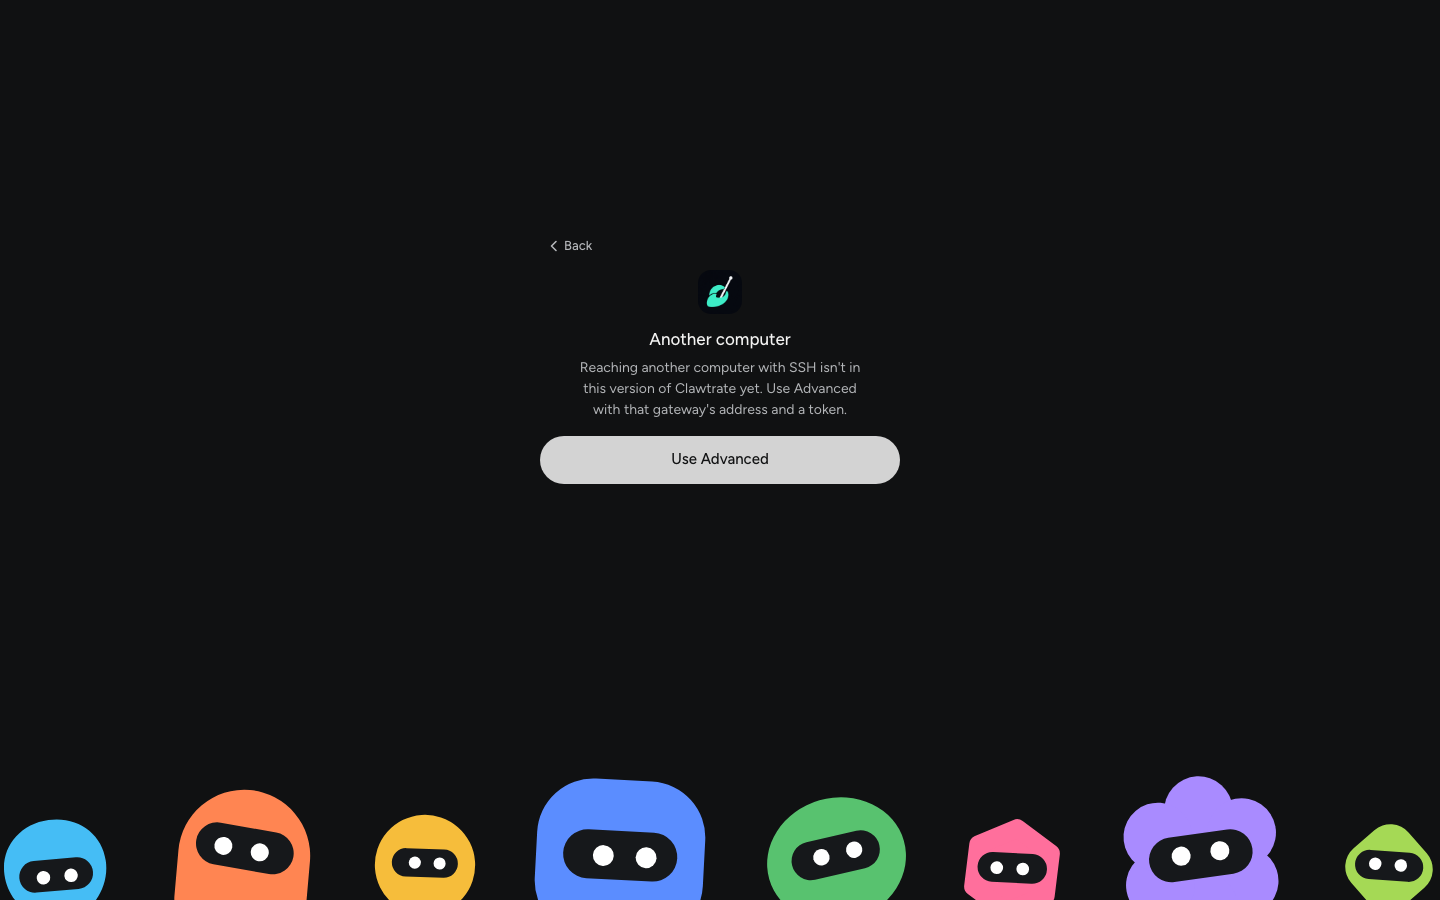 Back
Another computer
Reaching another computer with SSH isn't in
this version of Clawtrate yet. Use Advanced
with that gateway's address and a token.
Use Advanced